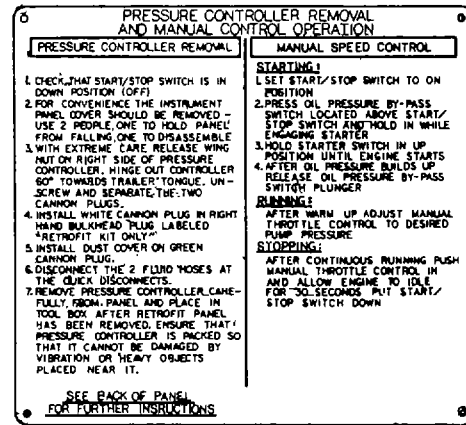 PRESSURE CONTROLLER REMOVAL
AND MANUAL CONTROL OPERATION
PRESSURE CONTROLLER REMOVAL
1. CHECK THAT START/STOP SWITCH IS IN
DOWN POSITION (OFF)
2. FOR CONVENIENCE THE INSTRUMENT
PANEL COVER SHOULD BE REMOVED -
USE 2 PEOPLE, ONE TO HOLD PANEL
FROM FALLING, ONE TO DISASSEMBLE
3. WITH EXTREME CARE RELEASE WING
NUT ON RIGHT SIDE OF PRESSURE
CONTROLLER. HINGE OUT CONTROLLER
60° TOWARDS TRAILER TONGUE. UN-
SCREW AND SEPARATE THE TWO
CANNON PLUGS.
4. INSTALL WHITE CANNON PLUG IN RIGHT
HAND BULKHEAD PLUG LABELED
"RETROFIT KIT ONLY"
5. INSTALL DUST COVER ON GREEN
CANNON PLUG.
6. DISCONNECT THE 2 FLUID HOSES AT
THE QUICK DISCONNECTS.
7. REMOVE PRESSURE CONTROLLER CARE-
FULLY, FROM PANEL AND PLACE IN
TOOL BOX AFTER RETROFIT PANEL
HAS BEEN REMOVED. ENSURE THAT
PRESSURE CONTROLLER IS PACKED SO
THAT IT CANNOT BE DAMAGED BY
VIBRATION OR HEAVY OBJECTS
PLACED NEAR IT.
SEE BACK OF PANEL
FOR FURTHER INSRUCTIONS
MANUAL SPEED CONTROL
STARTING:
1. SET START/STOP SWITCH TO ON
POSITION
2. PRESS OIL PRESSURE BY-PASS
SWITCH LOCATED ABOVE START/
STOP SWITCH AND HOLD IN WHILE
ENGAGING STARTER
3. HOLD STARTER SWITCH IN UP
POSITION UNTIL ENGINE STARTS
4. AFTER OIL PRESSURE BUILDS UP
RELEASE OIL PRESSURE BY-PASS
SWITCH PLUNGER
RUNNING:
AFTER WARM UP ADJUST MANUAL
THROTTLE CONTROL TO DESIRED
PUMP PRESSURE
STOPPING:
AFTER CONTINUOUS RUNNING PUSH
MANUAL THROTTLE CONTROL IN
AND ALLOW ENGINE TO IDLE
FOR 30 SECONDS PUT START/
STOP SWITCH DOWN